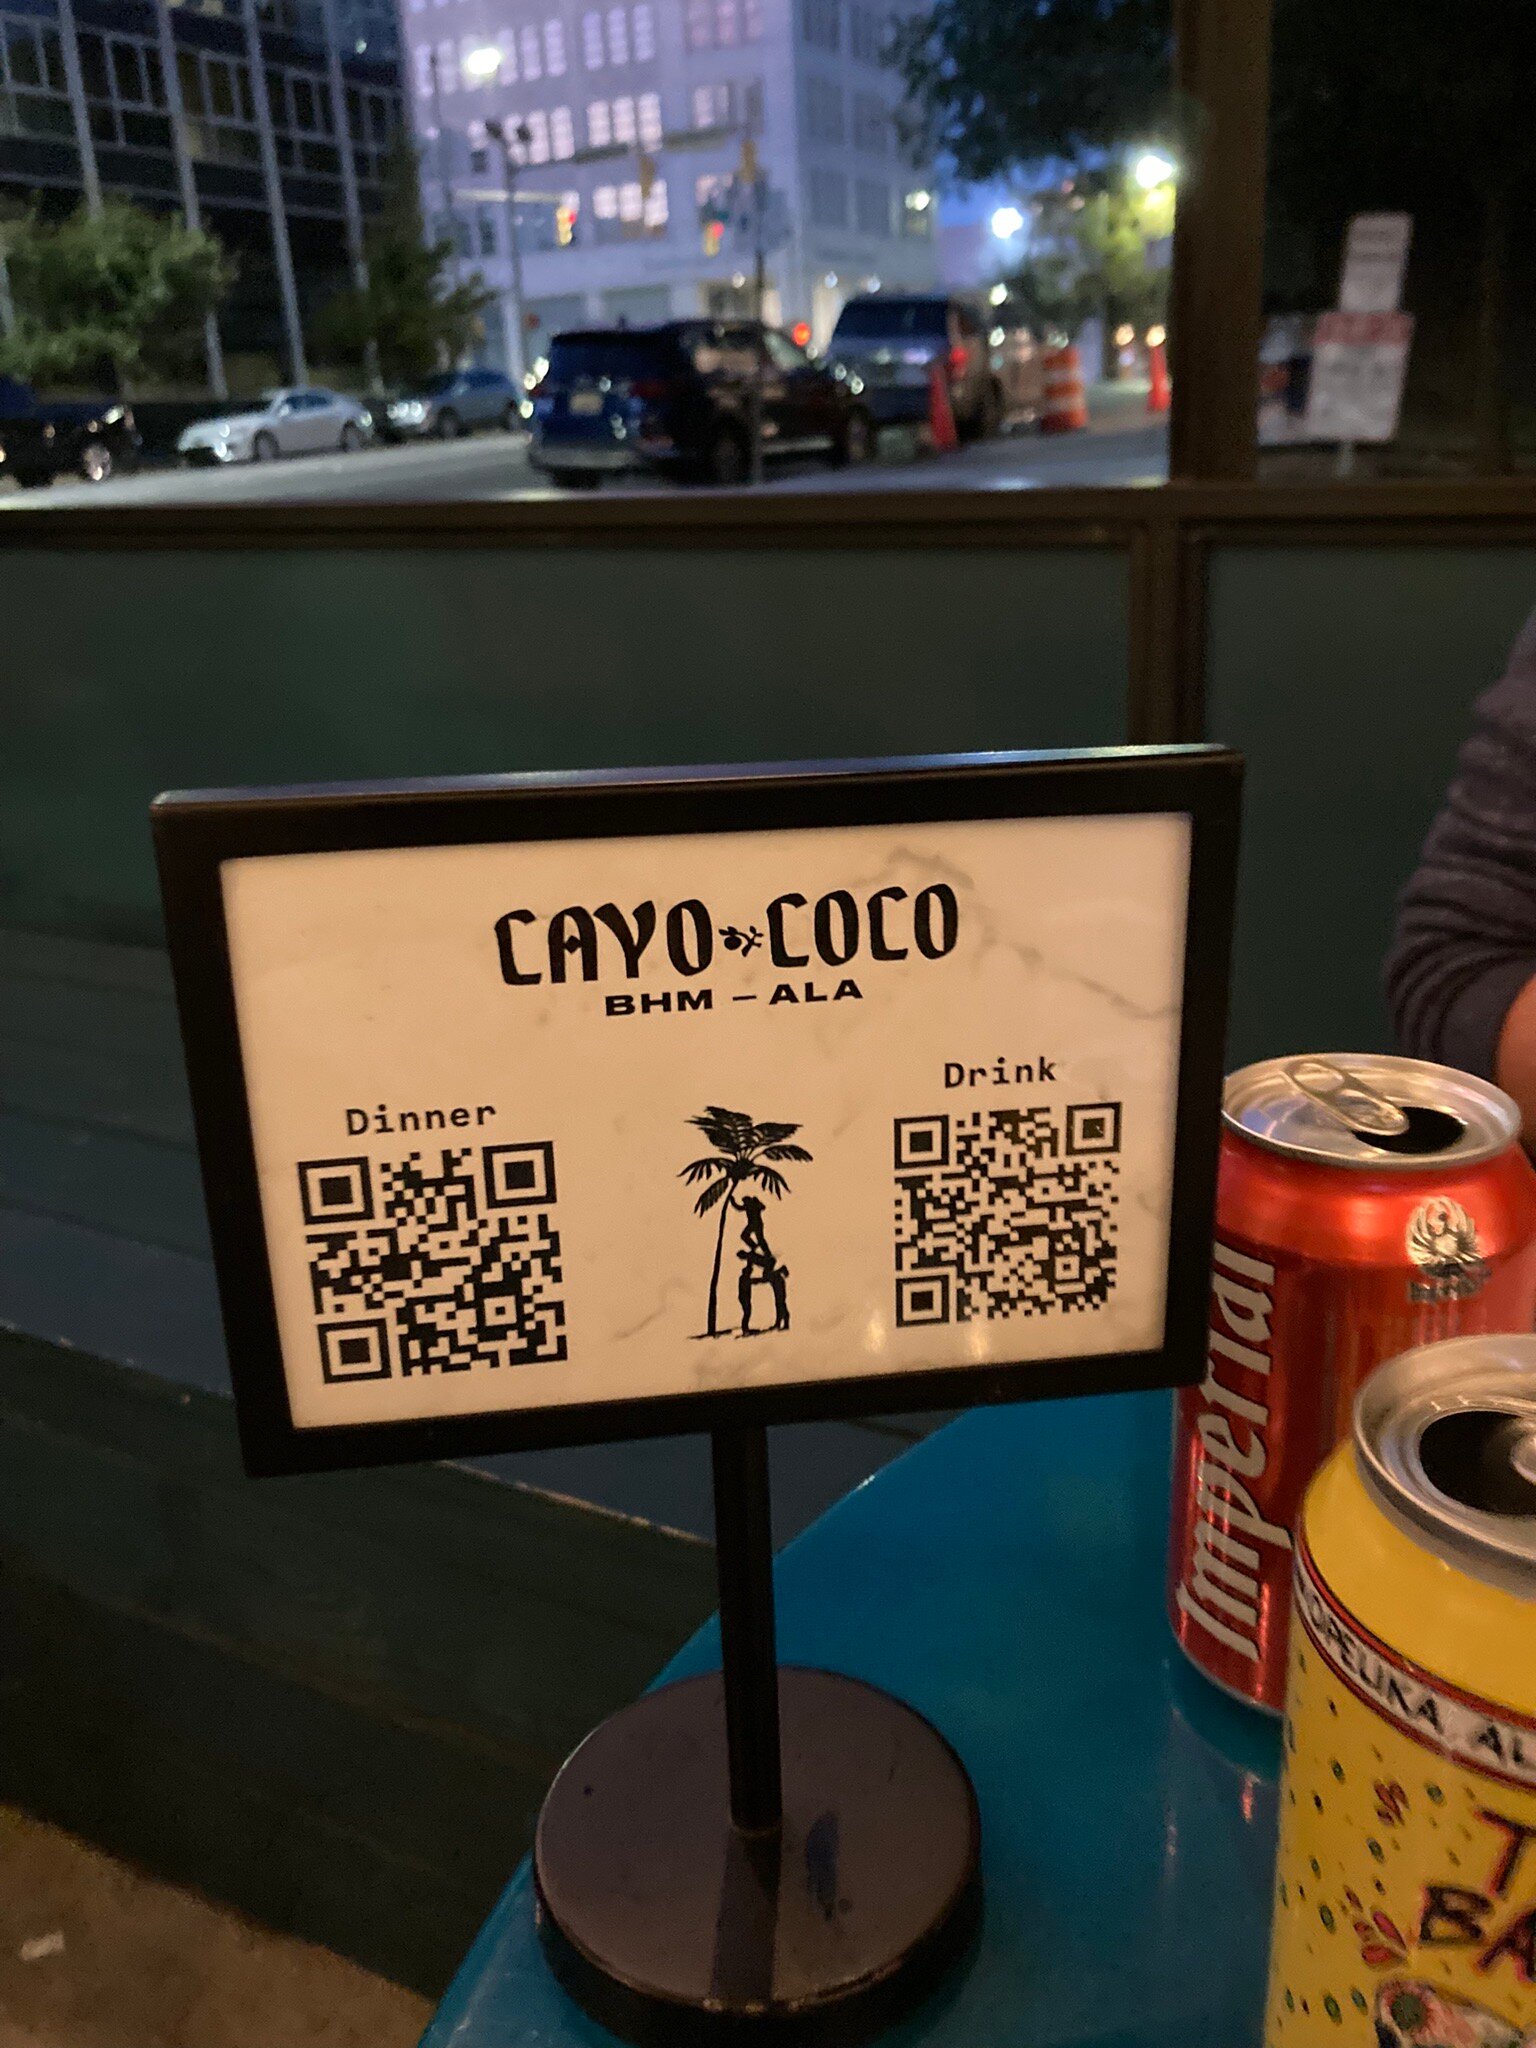 CAYO COCO
BHM – ALA
Dinner
Drink
Imperial
OPELIKA, AL